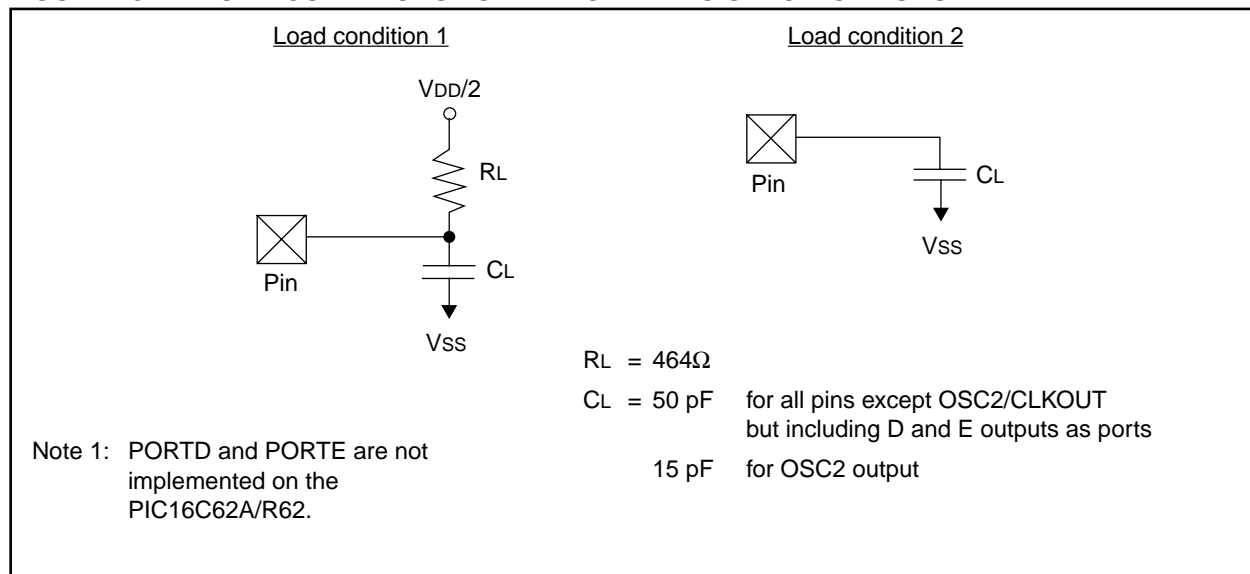 Load condition 1
VDD/2
RL
Pin
CL
VSS
Load condition 2
Pin
CL
VSS
RL = 464Ω
CL = 50 pF for all pins except OSC2/CLKOUT
but including D and E outputs as ports
15 pF for OSC2 output
Note 1: PORTD and PORTE are not
implemented on the
PIC16C62A/R62.